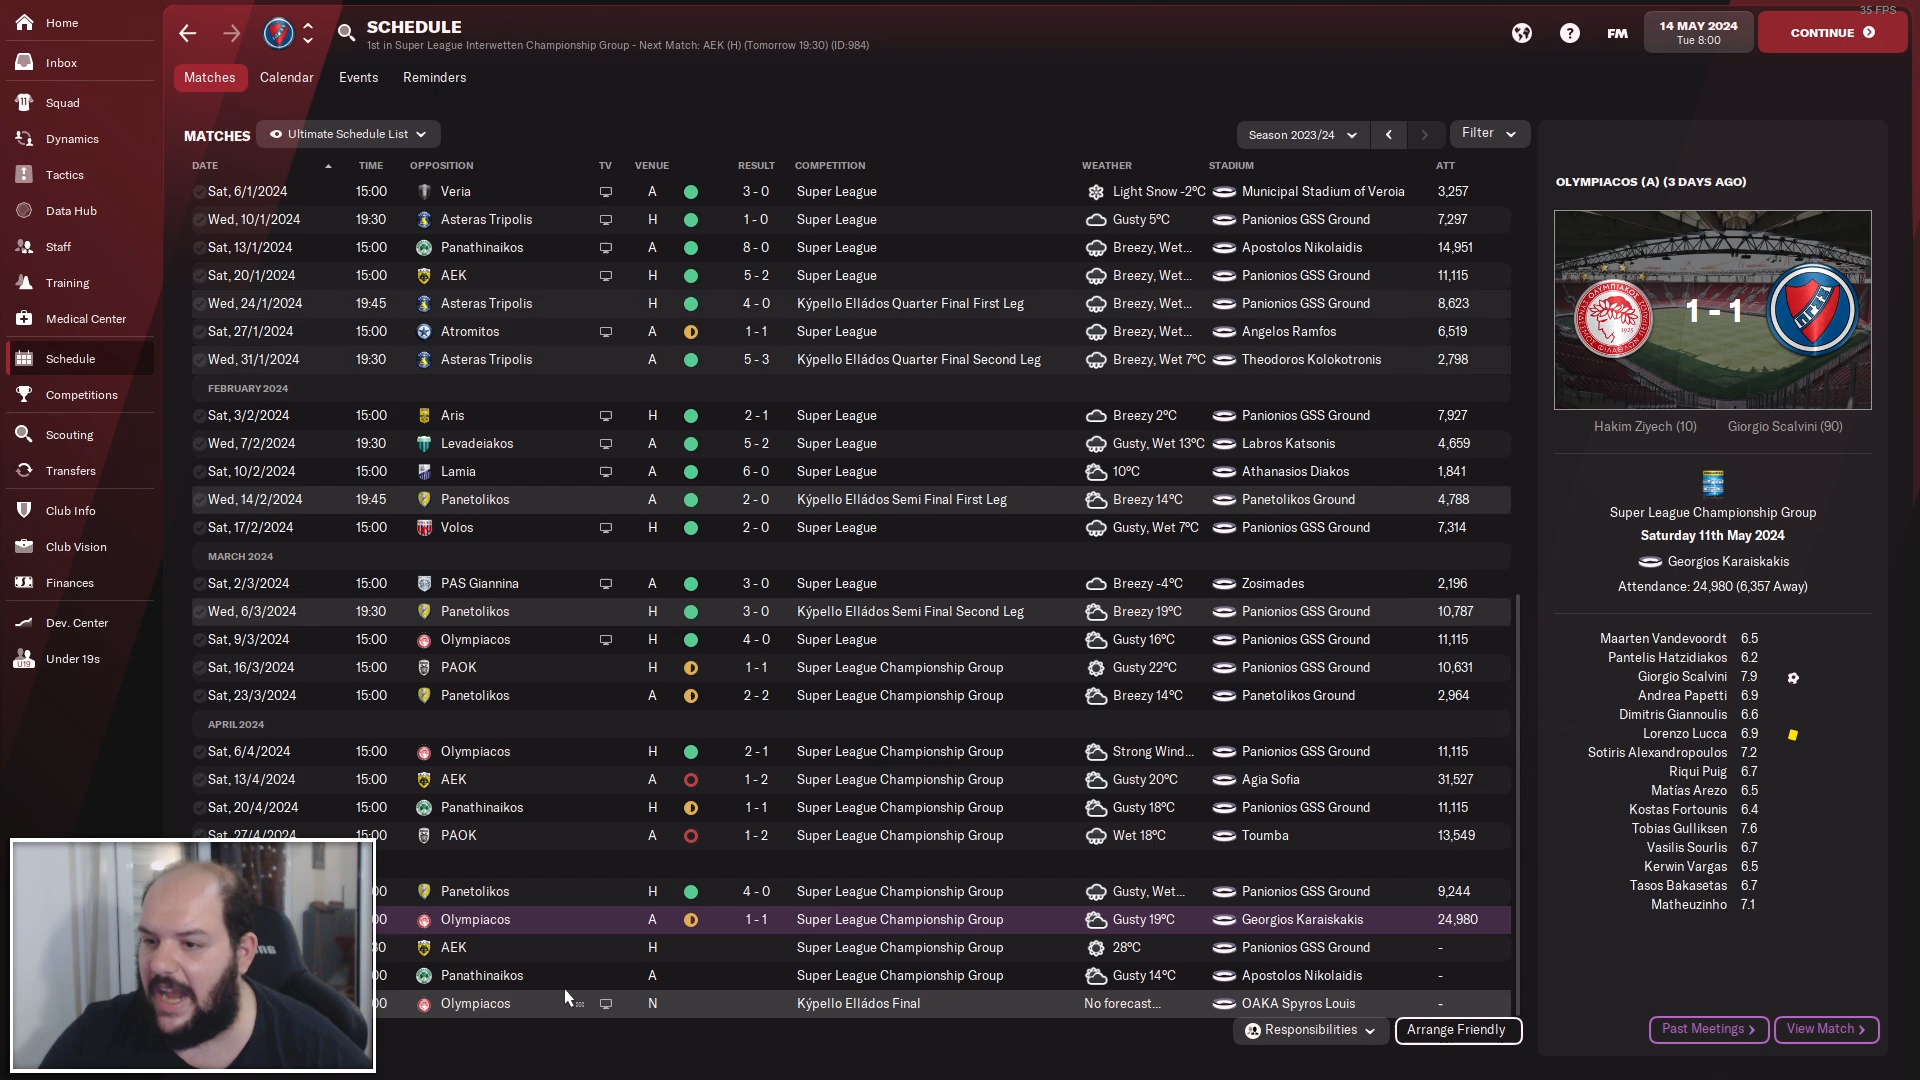 35 FPS
Home
Inbox
Squad
Dynamics
Tactics
Data Hub
Staff
Training
Medical Center
Schedule
Competitions
Scouting
Transfers
Club Info
Club Vision
Finances
Dev. Center
U19
Under 19s
SCHEDULE
1st in Super League Interwetten Championship Group - Next Match: AEK (H) (Tomorrow 19:30) (ID:984)
FM
14 MAY 2024
Tue 8:00
CONTINUE
Matches Calendar Events Reminders
MATCHES Ultimate Schedule List Season 2023/24 Filter
DATE TIME OPPOSITION TV VENUE RESULT COMPETITION WEATHER STADIUM ATT
Sat, 6/1/2024 15:00 Veria A 3 - 0 Super League Light Snow -2°C Municipal Stadium of Veroia 3,257
Wed, 10/1/2024 19:30 Asteras Tripolis H 1 - 0 Super League Gusty 5°C Panionios GSS Ground 7,297
Sat, 13/1/2024 15:00 Panathinaikos A 8 - 0 Super League Breezy, Wet... Apostolos Nikolaidis 14,951
Sat, 20/1/2024 15:00 AEK H 5 - 2 Super League Breezy, Wet... Panionios GSS Ground 11,115
Wed, 24/1/2024 19:45 Asteras Tripolis H 4 - 0 Kýpello Elládos Quarter Final First Leg Breezy, Wet... Panionios GSS Ground 8,623
Sat, 27/1/2024 15:00 Atromitos A 1 - 1 Super League Breezy, Wet... Angelos Ramfos 6,519
Wed, 31/1/2024 19:30 Asteras Tripolis A 5 - 3 Kýpello Elládos Quarter Final Second Leg Breezy, Wet 7°C Theodoros Kolokotronis 2,798
FEBRUARY 2024
Sat, 3/2/2024 15:00 Aris H 2 - 1 Super League Breezy 2°C Panionios GSS Ground 7,927
Wed, 7/2/2024 19:30 Levadeiakos A 5 - 2 Super League Gusty, Wet 13°C Labros Katsonis 4,659
Sat, 10/2/2024 15:00 Lamia A 6 - 0 Super League 10°C Athanasios Diakos 1,841
Wed, 14/2/2024 19:45 Panetolikos A 2 - 0 Kýpello Elládos Semi Final First Leg Breezy 14°C Panetolikos Ground 4,788
Sat, 17/2/2024 15:00 Volos H 2 - 0 Super League Gusty, Wet 7°C Panionios GSS Ground 7,314
MARCH 2024
Sat, 2/3/2024 15:00 PAS Giannina A 3 - 0 Super League Breezy -4°C Zosimades 2,196
Wed, 6/3/2024 19:30 Panetolikos H 3 - 0 Kýpello Elládos Semi Final Second Leg Breezy 19°C Panionios GSS Ground 10,787
Sat, 9/3/2024 15:00 Olympiacos H 4 - 0 Super League Gusty 16°C Panionios GSS Ground 11,115
Sat, 16/3/2024 15:00 PAOK H 1 - 1 Super League Championship Group Gusty 22°C Panionios GSS Ground 10,631
Sat, 23/3/2024 15:00 Panetolikos A 2 - 2 Super League Championship Group Breezy 14°C Panetolikos Ground 2,964
APRIL 2024
Sat, 6/4/2024 15:00 Olympiacos H 2 - 1 Super League Championship Group Strong Wind... Panionios GSS Ground 11,115
Sat, 13/4/2024 15:00 AEK A 1 - 2 Super League Championship Group Gusty 20°C Agia Sofia 31,527
Sat, 20/4/2024 15:00 Panathinaikos H 1 - 1 Super League Championship Group Gusty 18°C Panionios GSS Ground 11,115
Sat, 27/4/2024 15:00 PAOK A 1 - 2 Super League Championship Group Wet 18°C Toumba 13,549
00 Panetolikos H 4 - 0 Super League Championship Group Gusty, Wet... Panionios GSS Ground 9,244
00 Olympiacos A 1 - 1 Super League Championship Group Gusty 19°C Georgios Karaiskakis 24,980
30 AEK H Super League Championship Group 28°C Panionios GSS Ground -
00 Panathinaikos A Super League Championship Group Gusty 14°C Apostolos Nikolaidis -
00 Olympiacos N Kýpello Elládos Final No forecast... OAKA Spyros Louis -
Responsibilities Arrange Friendly
OLYMPIACOS (A) (3 DAYS AGO)
1 - 1
Hakim Ziyech (10) Giorgio Scalvini (90)
Super League Championship Group
Saturday 11th May 2024
Georgios Karaiskakis
Attendance: 24,980 (6,357 Away)
Maarten Vandevoordt 6.5
Pantelis Hatzidiakos 6.2
Giorgio Scalvini 7.9
Andrea Papetti 6.9
Dimitris Giannoulis 6.6
Lorenzo Lucca 6.9
Sotiris Alexandropoulos 7.2
Riqui Puig 6.7
Matías Arezo 6.5
Kostas Fortounis 6.4
Tobias Gulliksen 7.6
Vasilis Sourlis 6.7
Kerwin Vargas 6.5
Tasos Bakasetas 6.7
Matheuzinho 7.1
Past Meetings View Match